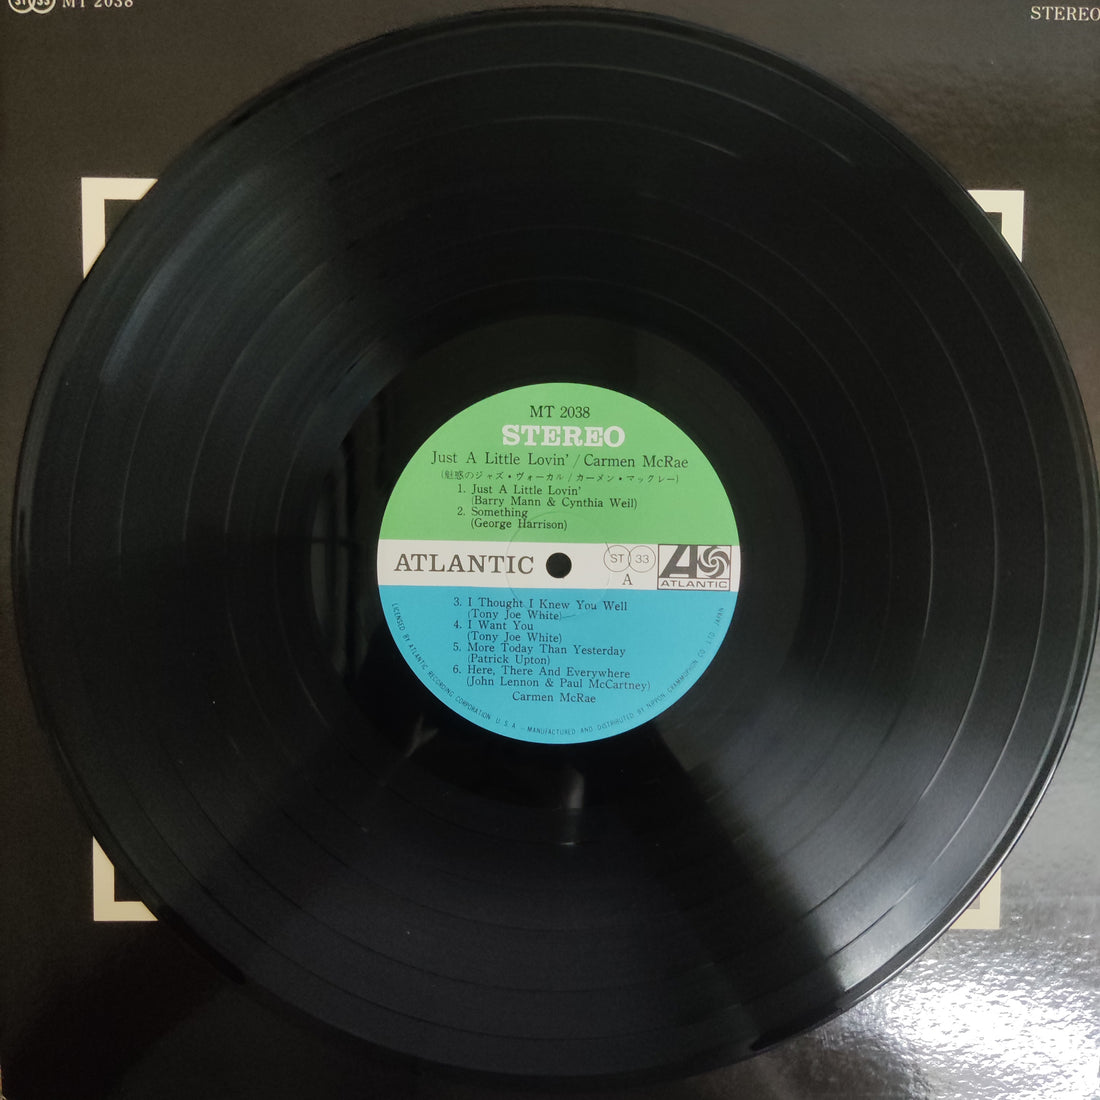 ST 33 MT 2038
STEREO
MT 2038
STEREO
Just A Little Lovin' / Carmen McRae
(魅惑のジャズ・ヴォーカル / カーメン・マックレー)
1. Just A Little Lovin'
(Barry Mann & Cynthia Weil)
2. Something
(George Harrison)
ATLANTIC
ST 33
A
ATLANTIC
3. I Thought I Knew You Well
(Tony Joe White)
4. I Want You
(Tony Joe White)
5. More Today Than Yesterday
(Patrick Upton)
6. Here, There And Everywhere
(John Lennon & Paul McCartney)
Carmen McRae
LICENSED BY ATLANTIC RECORDING CORPORATION U.S.A. - MANUFACTURED AND DISTRIBUTED BY NIPPON GRAMMOPHON CO., LTD. JAPAN